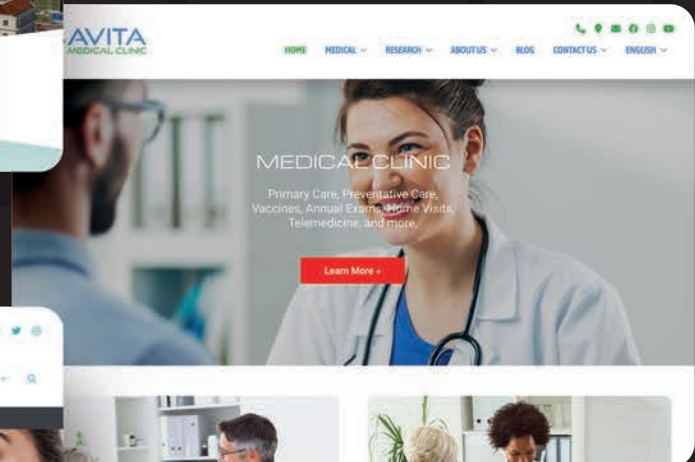 AVITA
MEDICAL CLINIC
HOME MEDICAL RESEARCH ABOUT US BLOG CONTACT US ENGLISH
MEDICAL CLINIC
Primary Care, Preventative Care,
Vaccines, Annual Exams, Home Visits,
Telemedicine, and more.
Learn More »